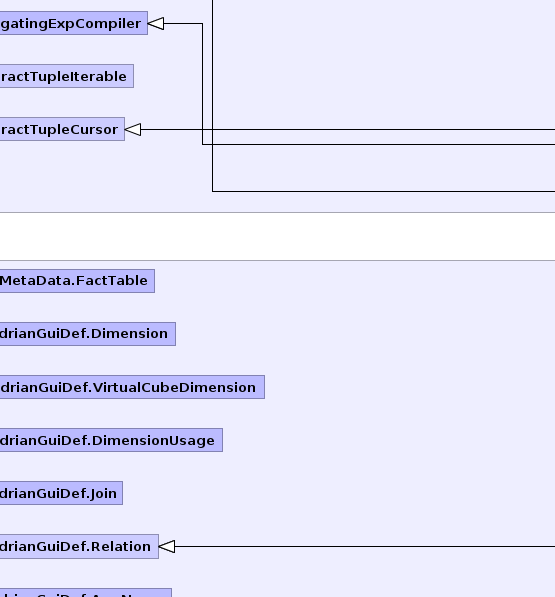 gatingExpCompiler
ractTupleIterable
ractTupleCursor
MetaData.FactTable
drianGuiDef.Dimension
drianGuiDef.VirtualCubeDimension
drianGuiDef.DimensionUsage
drianGuiDef.Join
drianGuiDef.Relation